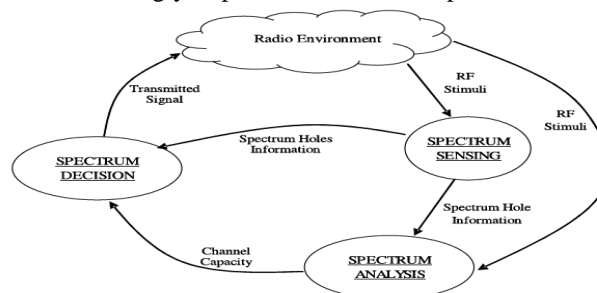 Radio Environment
RF
Stimuli
Transmitted
Signal
RF
Stimuli
Spectrum Holes
Information
SPECTRUM
SENSING
SPECTRUM
DECISION
Spectrum Hole
Information
Channel
Capacity
SPECTRUM
ANALYSIS